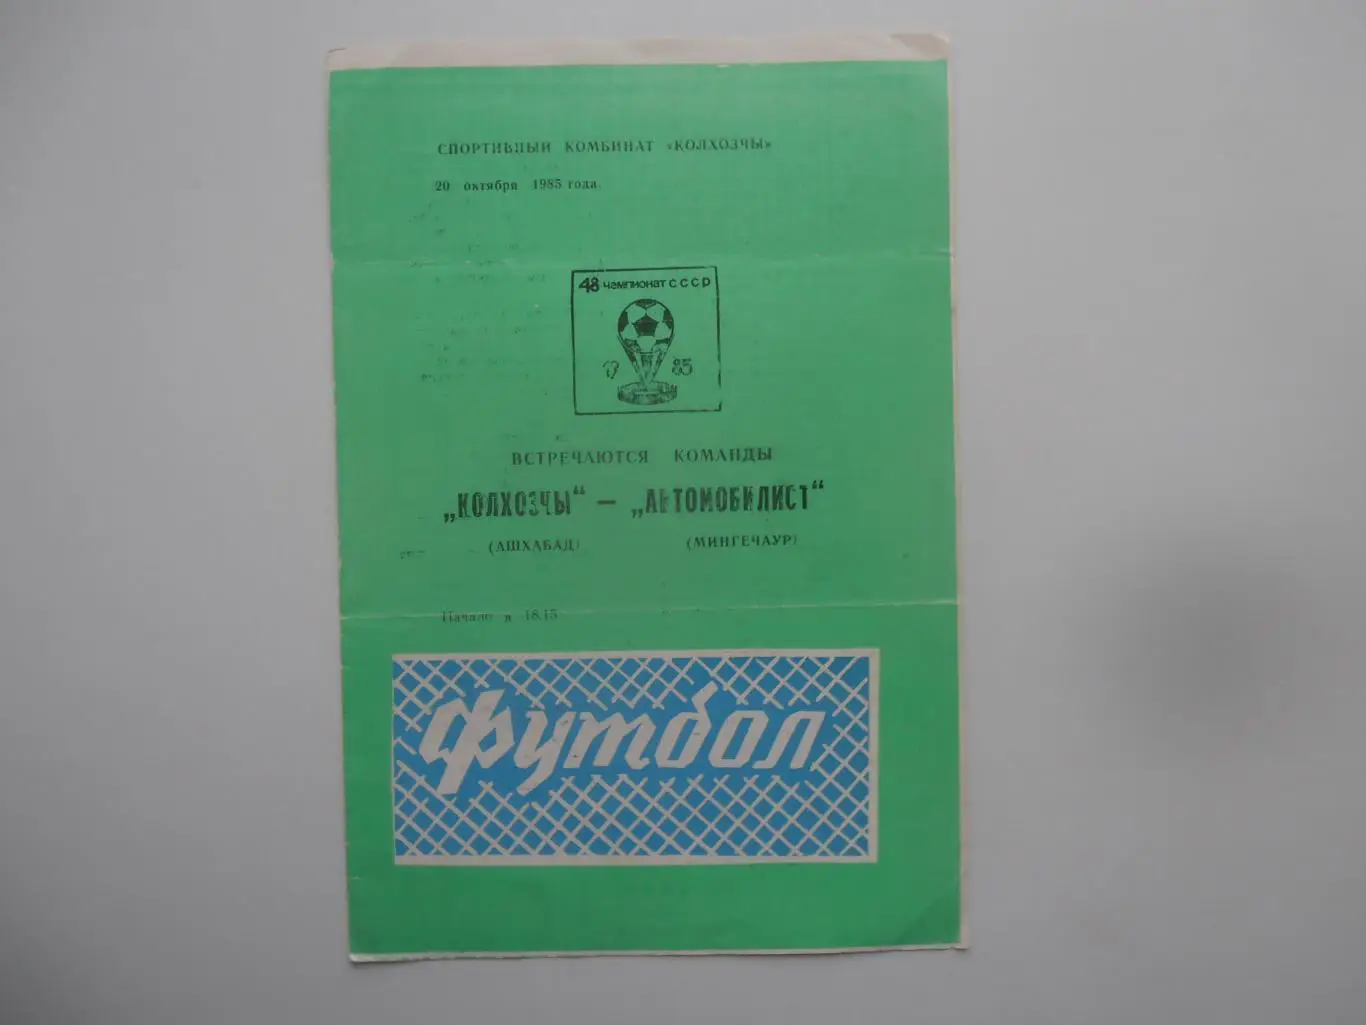 СПОРТИВНЫЙ КОМБИНАТ «КОЛХОЗЧЫ»
20 октября 1985 года.
48 чемпионат СССР
85
ВСТРЕЧАЮТСЯ КОМАНДЫ
„КОЛХОЗЧЫ“ — „АВТОМОБИЛИСТ“
(АШХАБАД) (МИНГЕЧАУР)
Начало в 18.15
Футбол